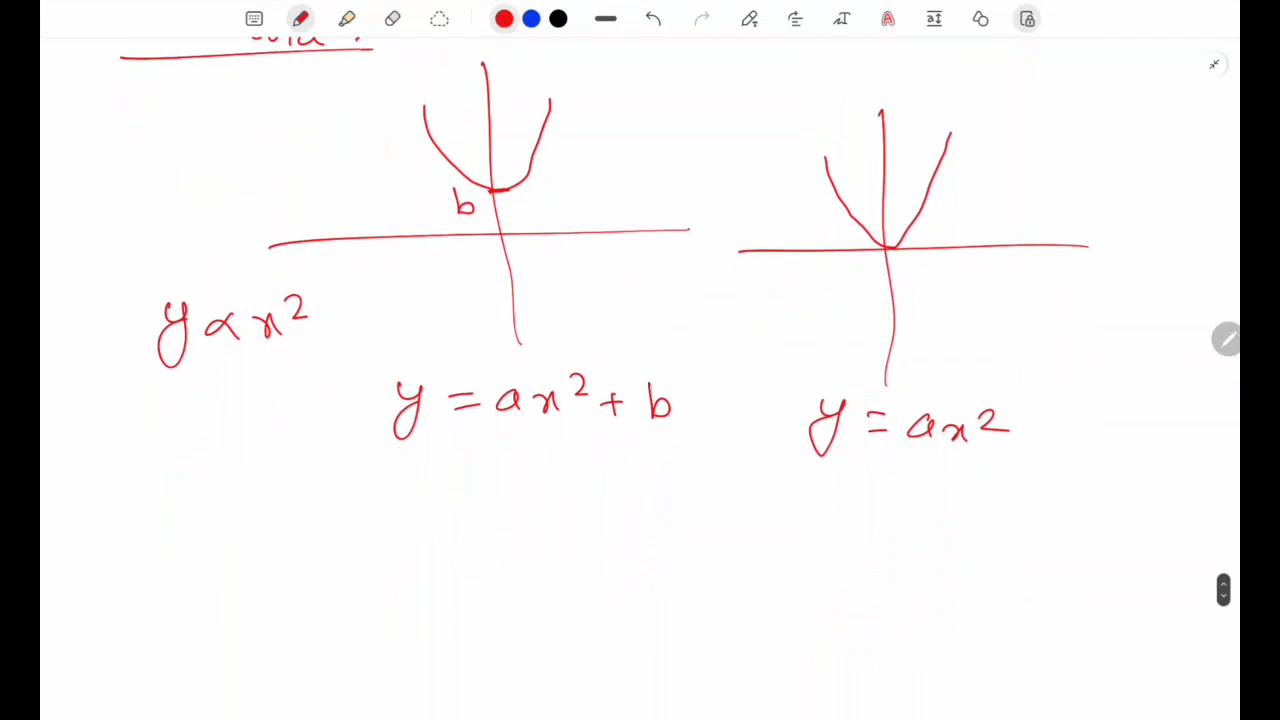 b
y ∝ x²
y = ax² + b
y = ax²